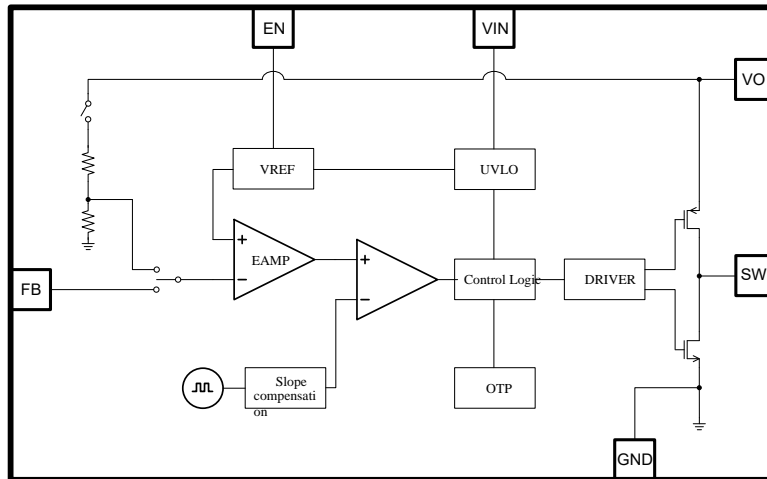 EN
VIN
VO
VREF
UVLO
+
EAMP
−
+
−
Control Logic
DRIVER
SW
FB
Slope
compensati
on
OTP
GND